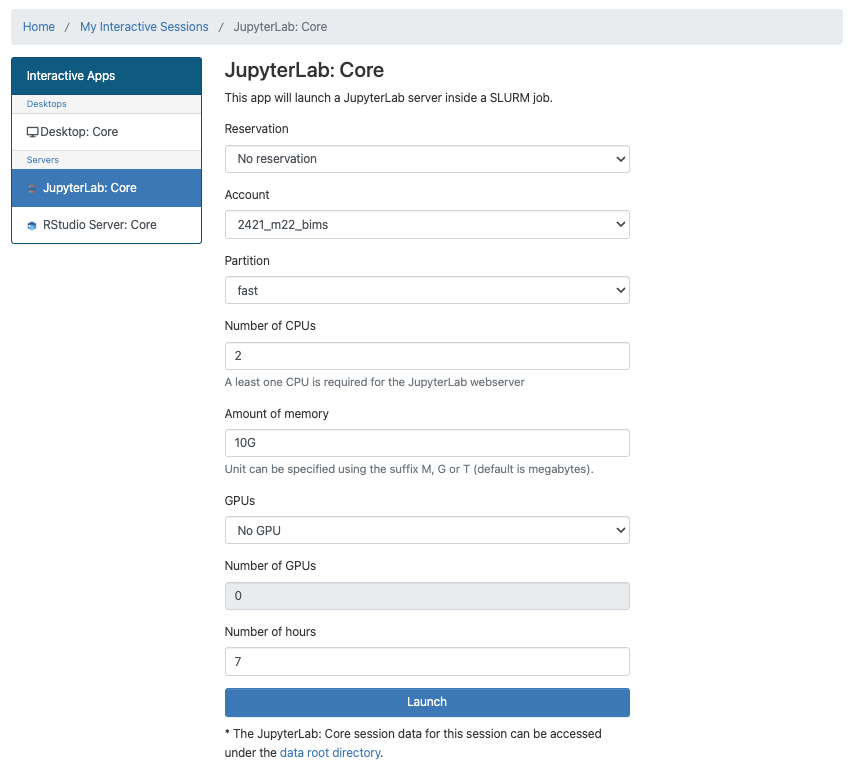 Home / My Interactive Sessions / JupyterLab: Core
Interactive Apps
Desktops
Desktop: Core
Servers
JupyterLab: Core
RStudio Server: Core
JupyterLab: Core
This app will launch a JupyterLab server inside a SLURM job.
Reservation
No reservation
Account
2421_m22_bims
Partition
fast
Number of CPUs
2
A least one CPU is required for the JupyterLab webserver
Amount of memory
10G
Unit can be specified using the suffix M, G or T (default is megabytes).
GPUs
No GPU
Number of GPUs
0
Number of hours
7
Launch
* The JupyterLab: Core session data for this session can be accessed
under the data root directory.